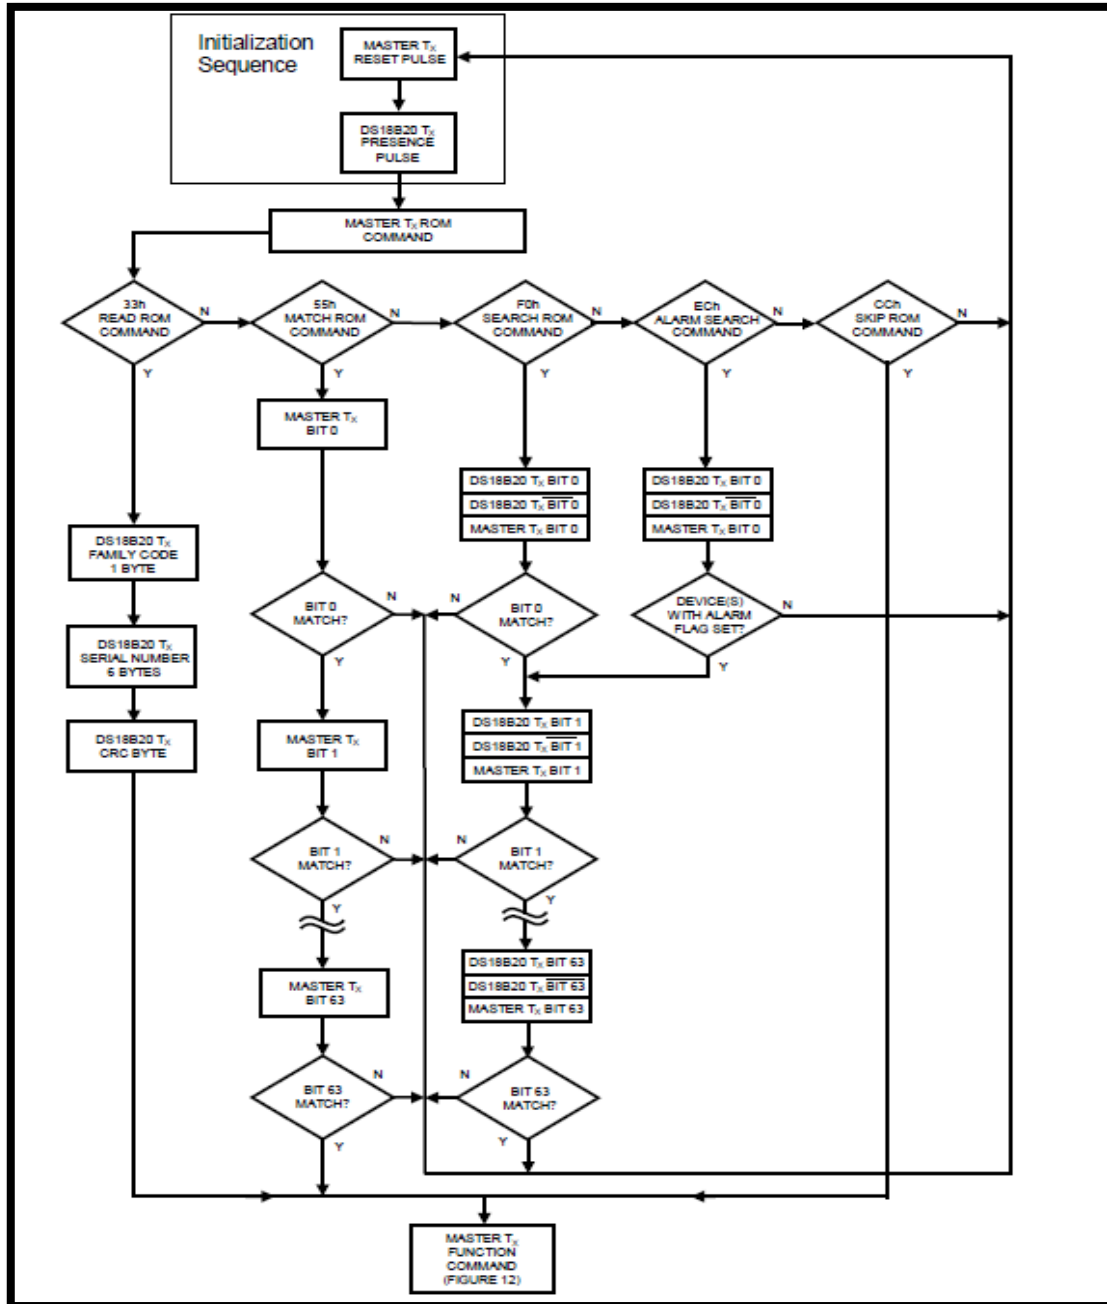 Initialization
Sequence
MASTER TX
RESET PULSE
DS18B20 TX
PRESENCE
PULSE
MASTER TX ROM
COMMAND
33h
READ ROM
COMMAND
N
Y
55h
MATCH ROM
COMMAND
N
Y
F0h
SEARCH ROM
COMMAND
N
Y
ECh
ALARM SEARCH
COMMAND
N
Y
CCh
SKIP ROM
COMMAND
N
Y
MASTER TX
BIT 0
DS18B20 TX BIT 0
DS18B20 TX BIT 0
MASTER TX BIT 0
DS18B20 TX BIT 0
DS18B20 TX BIT 0
MASTER TX BIT 0
DS18B20 TX
FAMILY CODE
1 BYTE
BIT 0
MATCH?
N
Y
N
BIT 0
MATCH?
Y
DEVICE(S)
WITH ALARM
FLAG SET?
N
Y
DS18B20 TX
SERIAL NUMBER
6 BYTES
DS18B20 TX
CRC BYTE
MASTER TX
BIT 1
DS18B20 TX BIT 1
DS18B20 TX BIT 1
MASTER TX BIT 1
BIT 1
MATCH?
N
Y
N
BIT 1
MATCH?
Y
MASTER TX
BIT 63
DS18B20 TX BIT 63
DS18B20 TX BIT 63
MASTER TX BIT 63
BIT 63
MATCH?
N
Y
N
BIT 63
MATCH?
Y
MASTER TX
FUNCTION
COMMAND
(FIGURE 12)